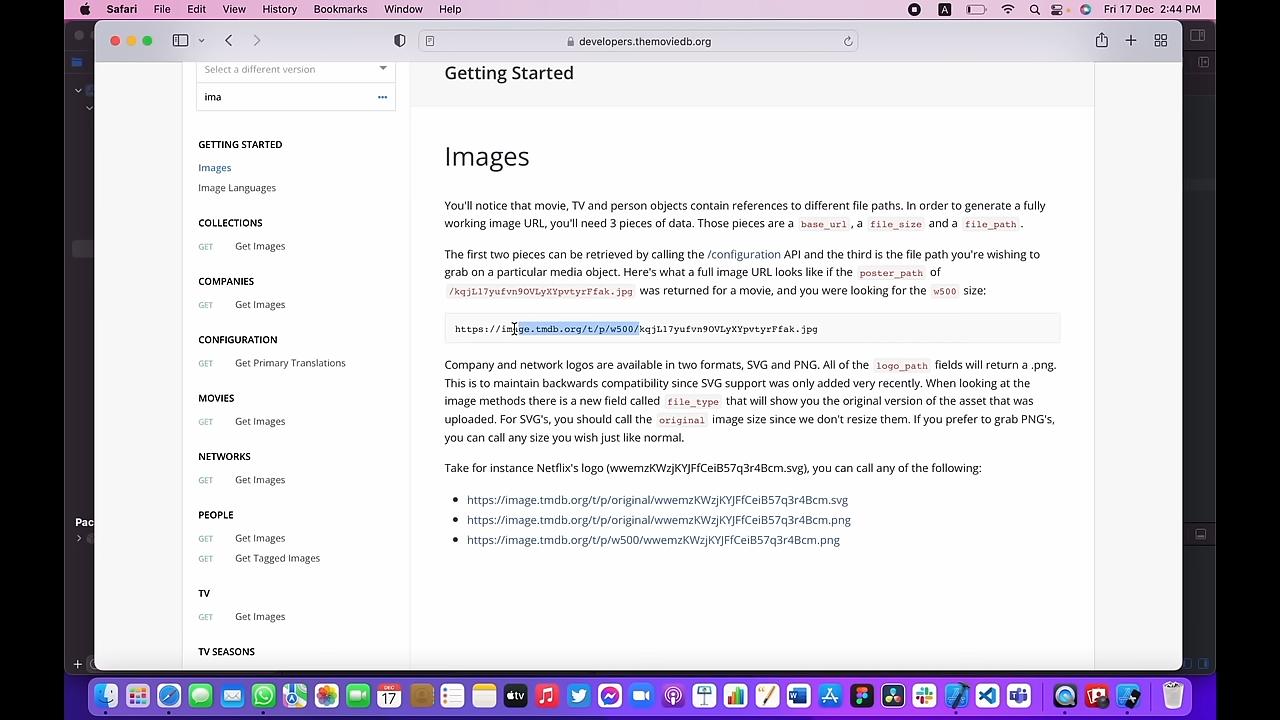 Safari File Edit View History Bookmarks Window Help
A
Fri 17 Dec 2:44 PM
developers.themoviedb.org
Select a different version
ima
Getting Started
GETTING STARTED
Images
Image Languages
COLLECTIONS
GET Get Images
COMPANIES
GET Get Images
CONFIGURATION
GET Get Primary Translations
MOVIES
GET Get Images
NETWORKS
GET Get Images
PEOPLE
GET Get Images
GET Get Tagged Images
TV
GET Get Images
TV SEASONS
Images
You'll notice that movie, TV and person objects contain references to different file paths. In order to generate a fully
working image URL, you'll need 3 pieces of data. Those pieces are a base_url , a file_size and a file_path .
The first two pieces can be retrieved by calling the /configuration API and the third is the file path you're wishing to
grab on a particular media object. Here's what a full image URL looks like if the poster_path of
/kqjL17yufvn9OVLyXYpvtyrFfak.jpg was returned for a movie, and you were looking for the w500 size:
https://image.tmdb.org/t/p/w500/kqjL17yufvn9OVLyXYpvtyrFfak.jpg
Company and network logos are available in two formats, SVG and PNG. All of the logo_path fields will return a .png.
This is to maintain backwards compatibility since SVG support was only added very recently. When looking at the
image methods there is a new field called file_type that will show you the original version of the asset that was
uploaded. For SVG's, you should call the original image size since we don't resize them. If you prefer to grab PNG's,
you can call any size you wish just like normal.
Take for instance Netflix's logo (wwemzKWzjKYJFfCeiB57q3r4Bcm.svg), you can call any of the following:
https://image.tmdb.org/t/p/original/wwemzKWzjKYJFfCeiB57q3r4Bcm.svg
https://image.tmdb.org/t/p/original/wwemzKWzjKYJFfCeiB57q3r4Bcm.png
https://image.tmdb.org/t/p/w500/wwemzKWzjKYJFfCeiB57q3r4Bcm.png
Pac
DEC
17
tv